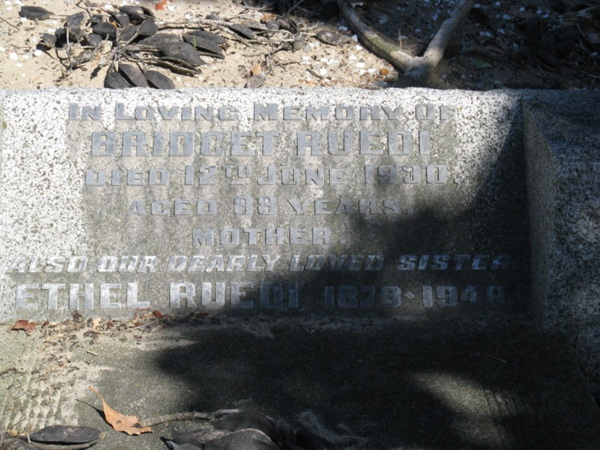 IN LOVING MEMORY OF
BRIDGET RUEDI
DIED 12TH JUNE 1930.
AGED YEARS.
MOTHER.
ALSO OUR DEARLY LOVED SISTER
ETHEL RUEDI